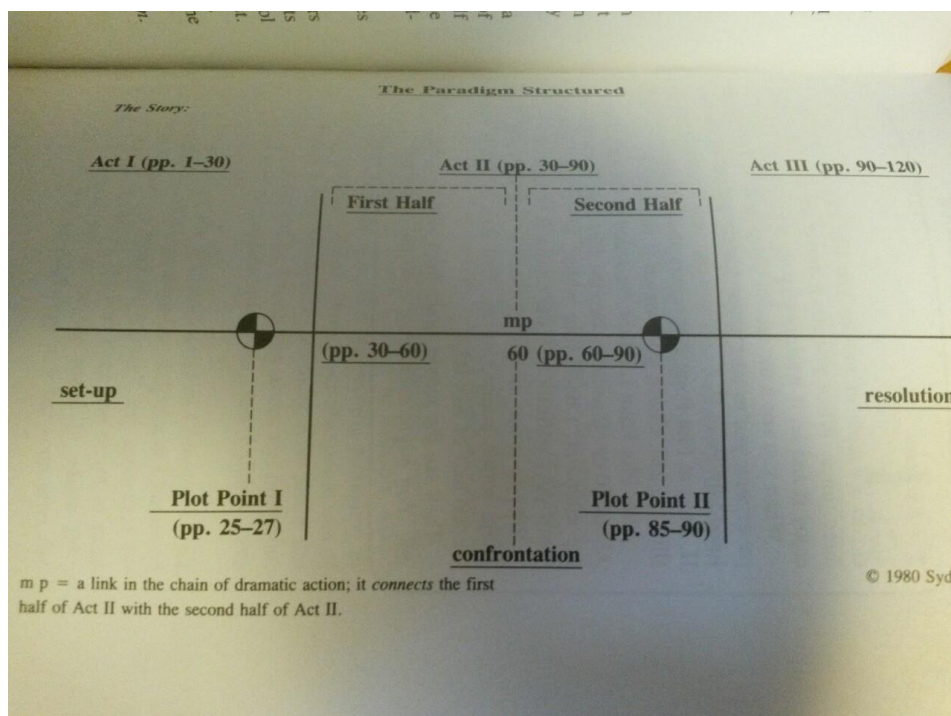 The Paradigm Structured
The Story:
Act I (pp. 1–30)
Act II (pp. 30–90)
Act III (pp. 90–120)
First Half
Second Half
mp
(pp. 30–60)
60 (pp. 60–90)
set-up
resolution
Plot Point I
(pp. 25–27)
Plot Point II
(pp. 85–90)
confrontation
m p = a link in the chain of dramatic action; it connects the first
half of Act II with the second half of Act II.
© 1980 Syd